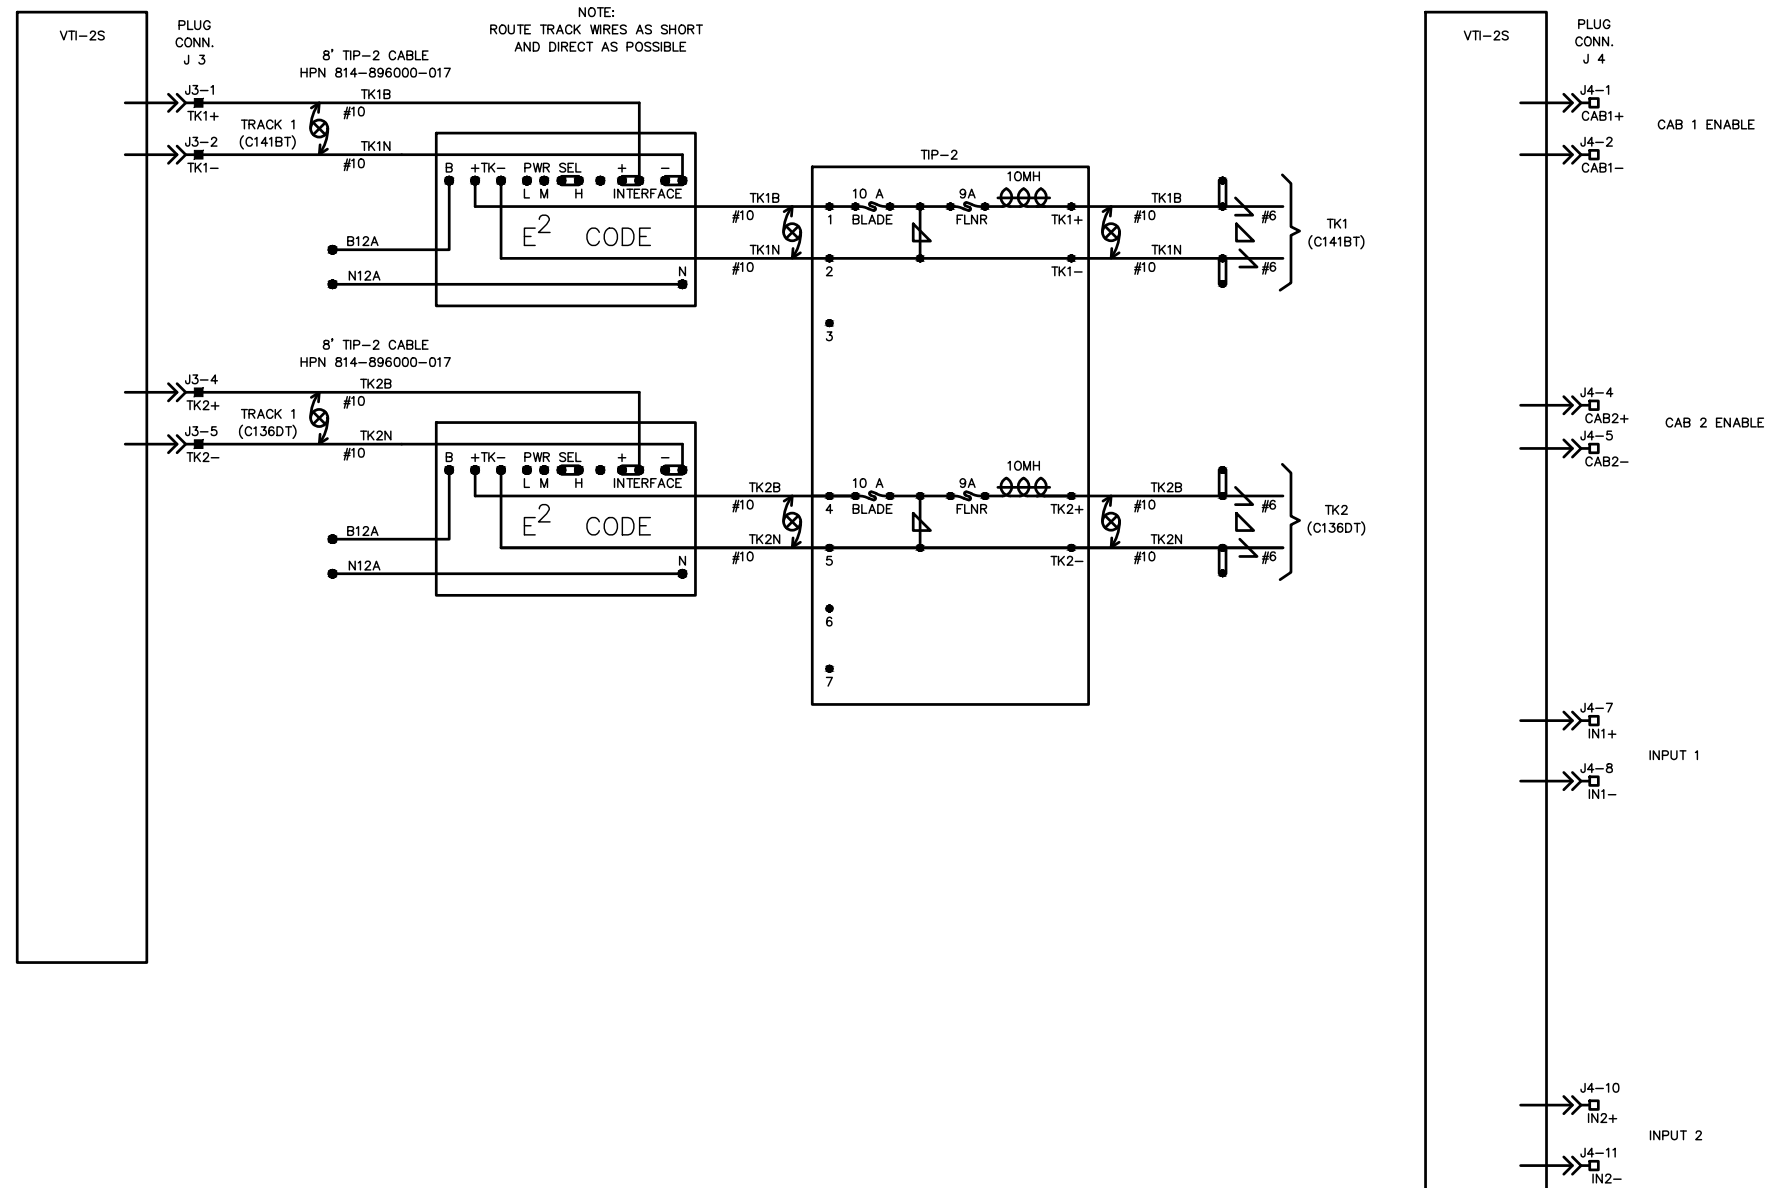 VTI-2S
PLUG
CONN.
J 3
NOTE:
ROUTE TRACK WIRES AS SHORT
AND DIRECT AS POSSIBLE
8' TIP-2 CABLE
HPN 814-896000-017
J3-1
TK1+
TK1B
#10
TRACK 1
(C141BT)
J3-2
TK1-
TK1N
#10
B +TK- PWR SEL + -
L M H INTERFACE
E2 CODE
B12A
N12A
N
TK1B
#10
TK1N
#10
TIP-2
1
10 A
BLADE
9A
FLNR
10MH
TK1+
2
TK1-
3
TK1B
#10
#6
TK1N
#10
#6
TK1
(C141BT)
8' TIP-2 CABLE
HPN 814-896000-017
J3-4
TK2+
TK2B
#10
TRACK 1
(C136DT)
J3-5
TK2-
TK2N
#10
B +TK- PWR SEL + -
L M H INTERFACE
E2 CODE
B12A
N12A
N
TK2B
#10
TK2N
#10
4
10 A
BLADE
9A
FLNR
10MH
TK2+
5
TK2-
6
7
TK2B
#10
#6
TK2N
#10
#6
TK2
(C136DT)
VTI-2S
PLUG
CONN.
J 4
J4-1
CAB1+
CAB 1 ENABLE
J4-2
CAB1-
J4-4
CAB2+
CAB 2 ENABLE
J4-5
CAB2-
J4-7
IN1+
INPUT 1
J4-8
IN1-
J4-10
IN2+
INPUT 2
J4-11
IN2-